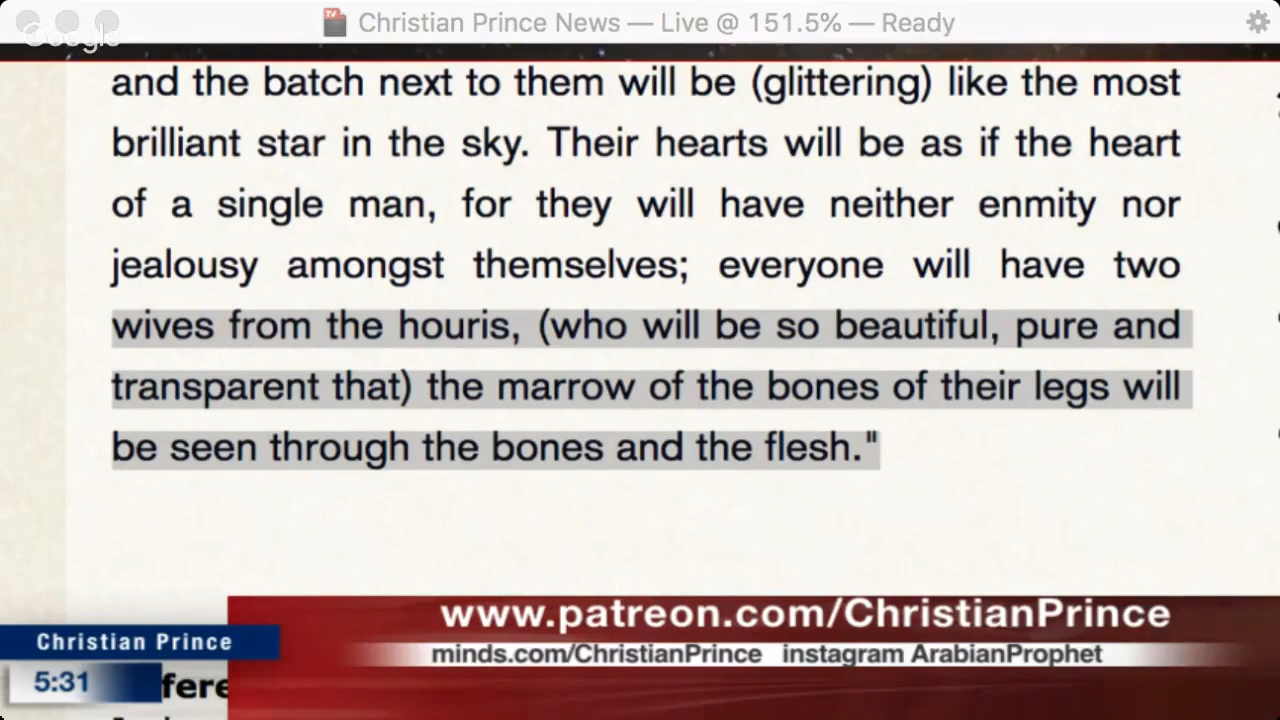 Christian Prince News — Live @ 151.5% — Ready
Google
and the batch next to them will be (glittering) like the most
brilliant star in the sky. Their hearts will be as if the heart
of a single man, for they will have neither enmity nor
jealousy amongst themselves; everyone will have two
wives from the houris, (who will be so beautiful, pure and
transparent that) the marrow of the bones of their legs will
be seen through the bones and the flesh."
www.patreon.com/ChristianPrince
Christian Prince
minds.com/ChristianPrince instagram ArabianProphet
5:31